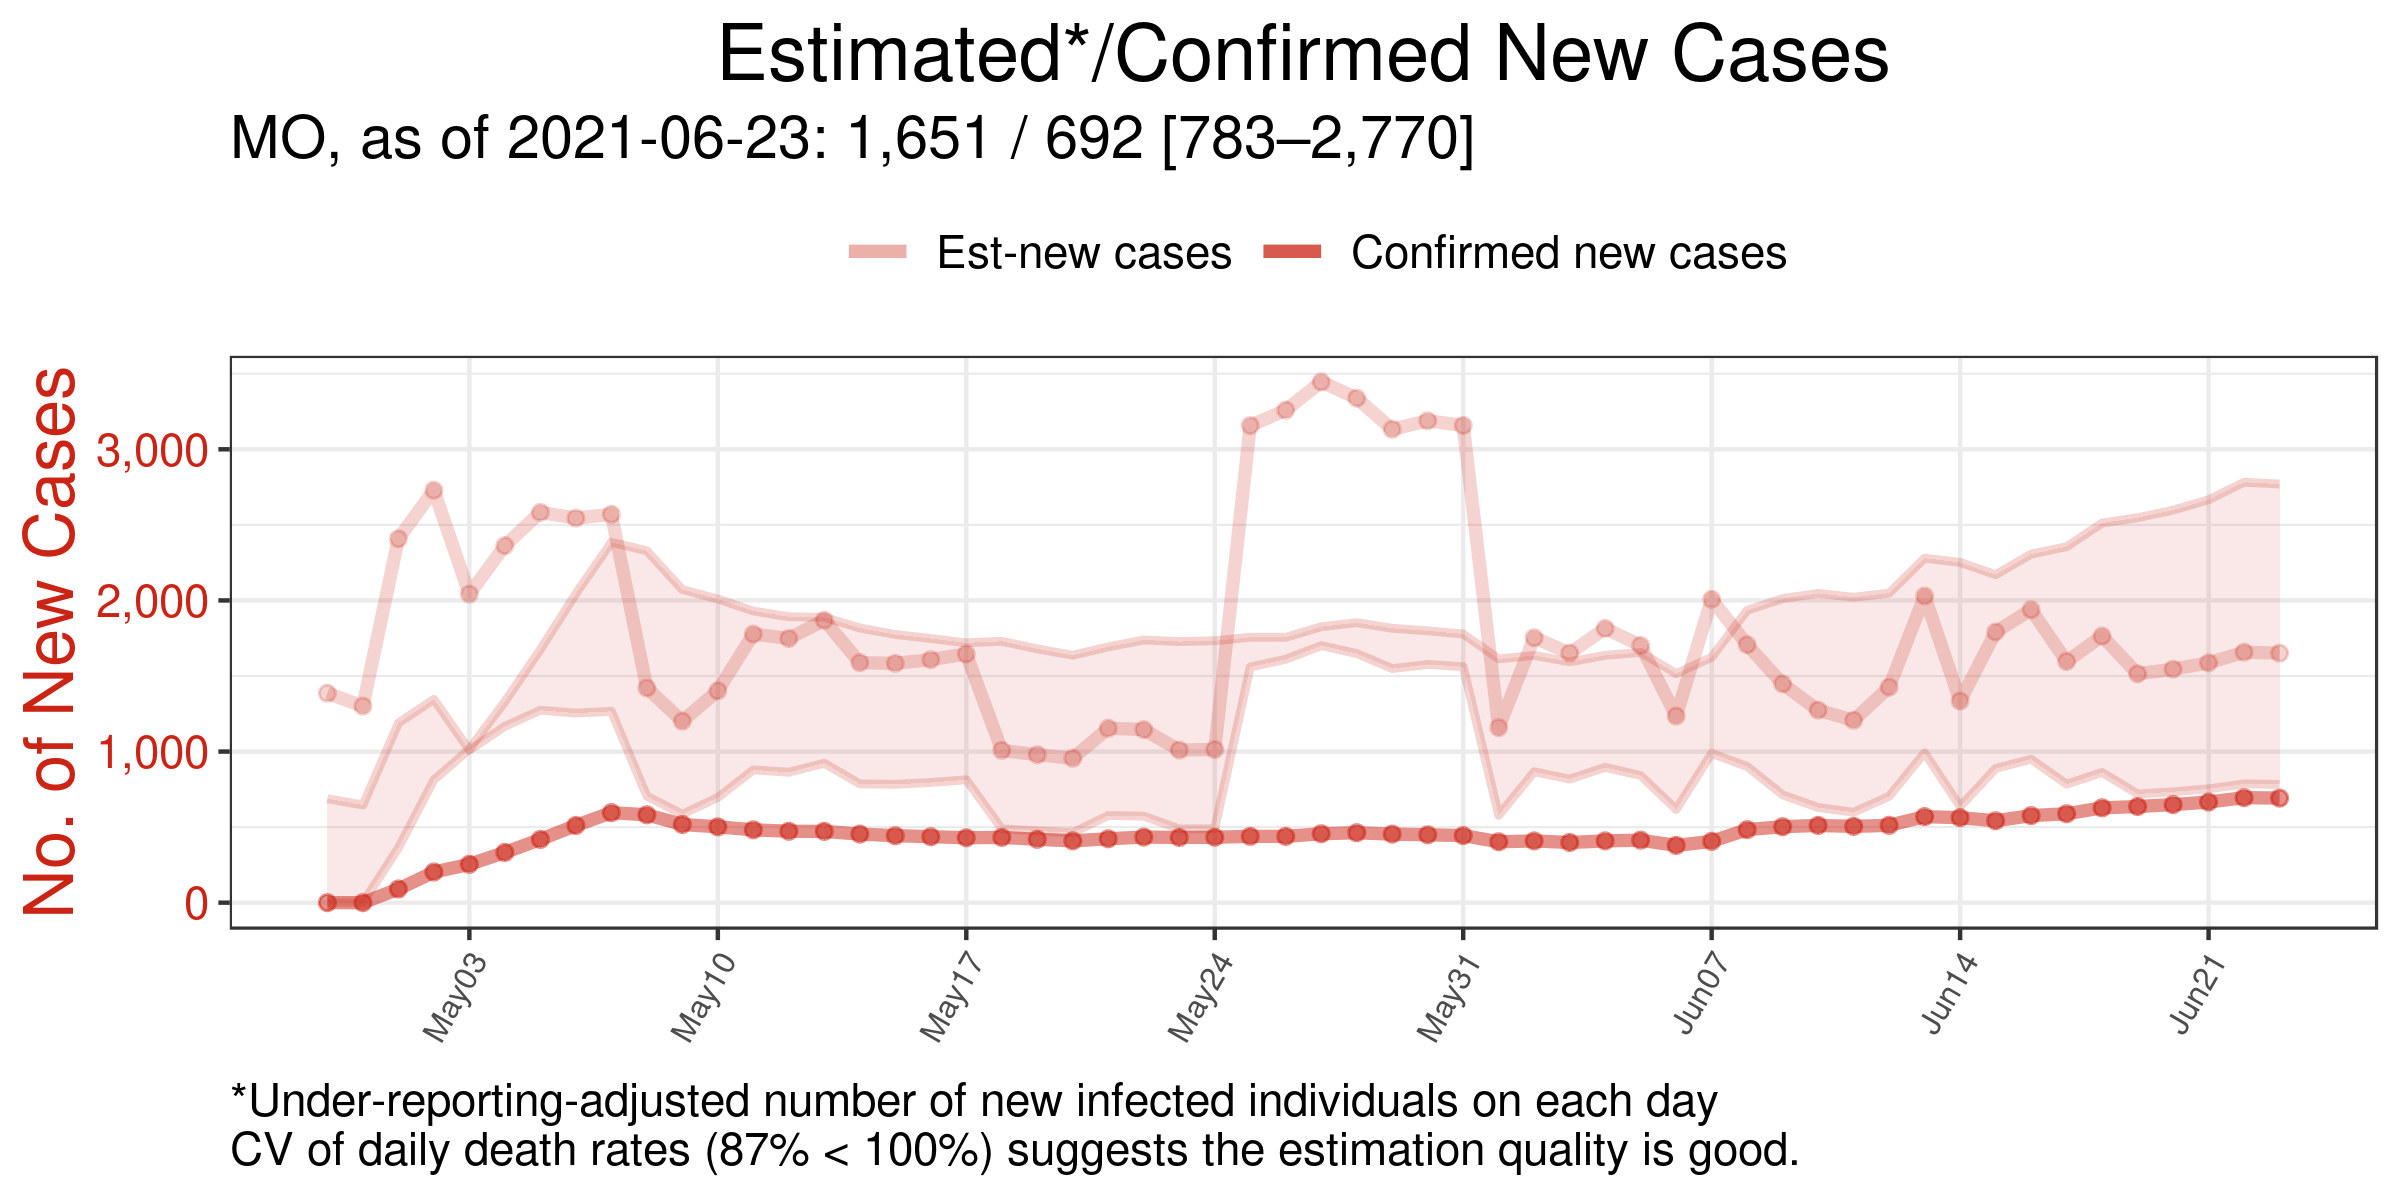 Estimated*/Confirmed New Cases
MO, as of 2021-06-23: 1,651 / 692 [783–2,770]
Est-new cases Confirmed new cases
No. of New Cases
3,000
2,000
1,000
0
May03 May10 May17 May24 May31 Jun07 Jun14 Jun21
*Under-reporting-adjusted number of new infected individuals on each day
CV of daily death rates (87% < 100%) suggests the estimation quality is good.